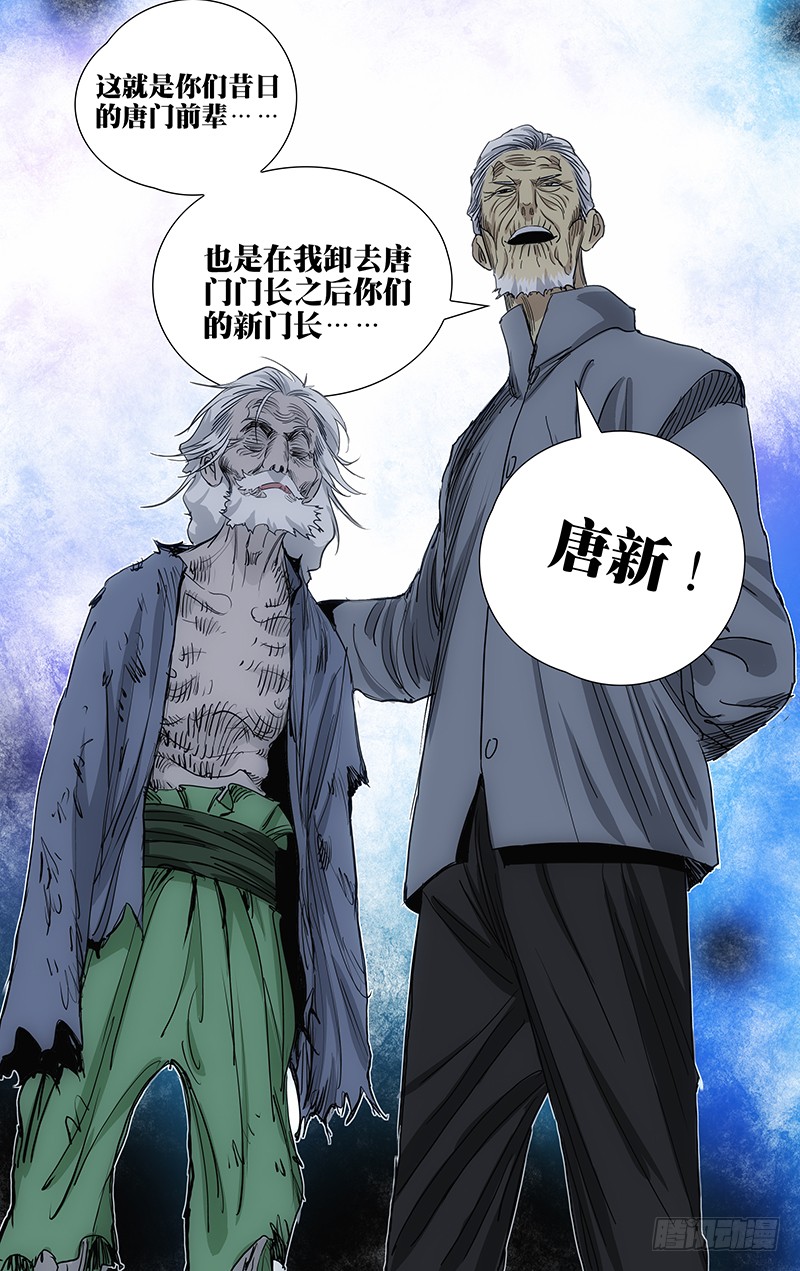 这就是你们昔日
的唐门前辈……
也是在我卸去唐
门门长之后你们
的新门长……
唐新！
腾讯动漫